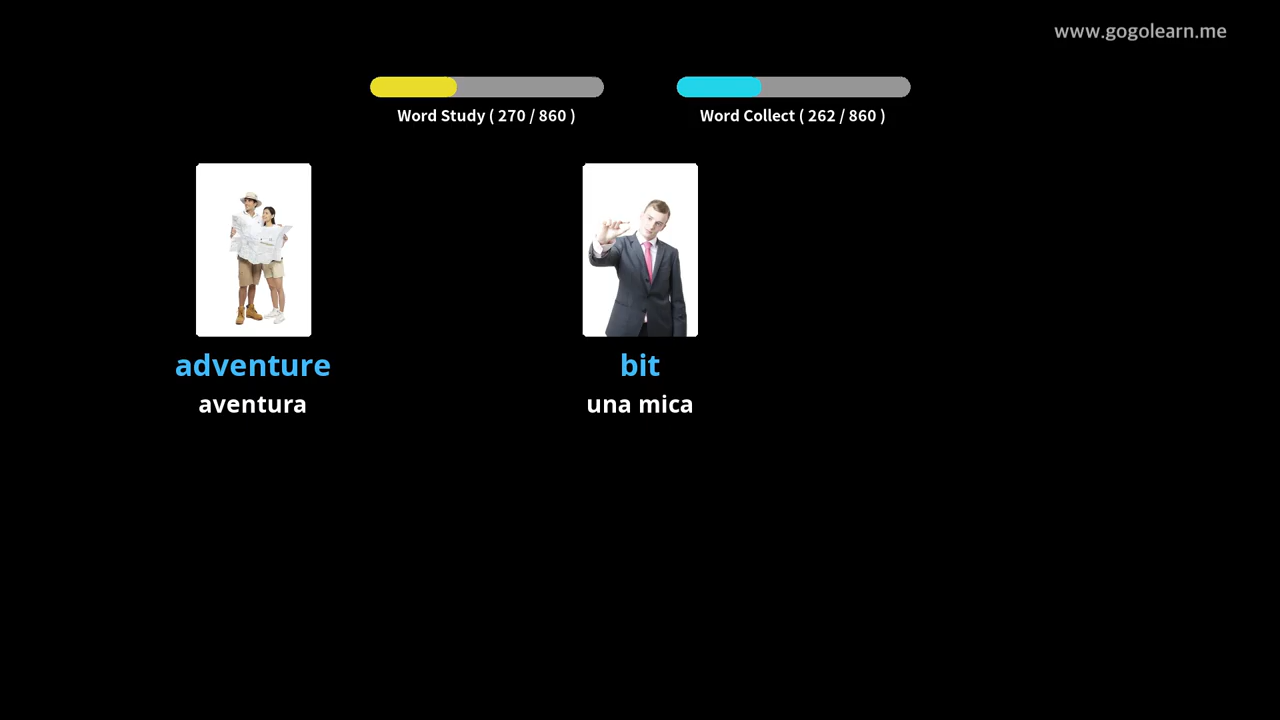 www.gogolearn.me
Word Study ( 270 / 860 )
Word Collect ( 262 / 860 )
adventure
aventura
bit
una mica